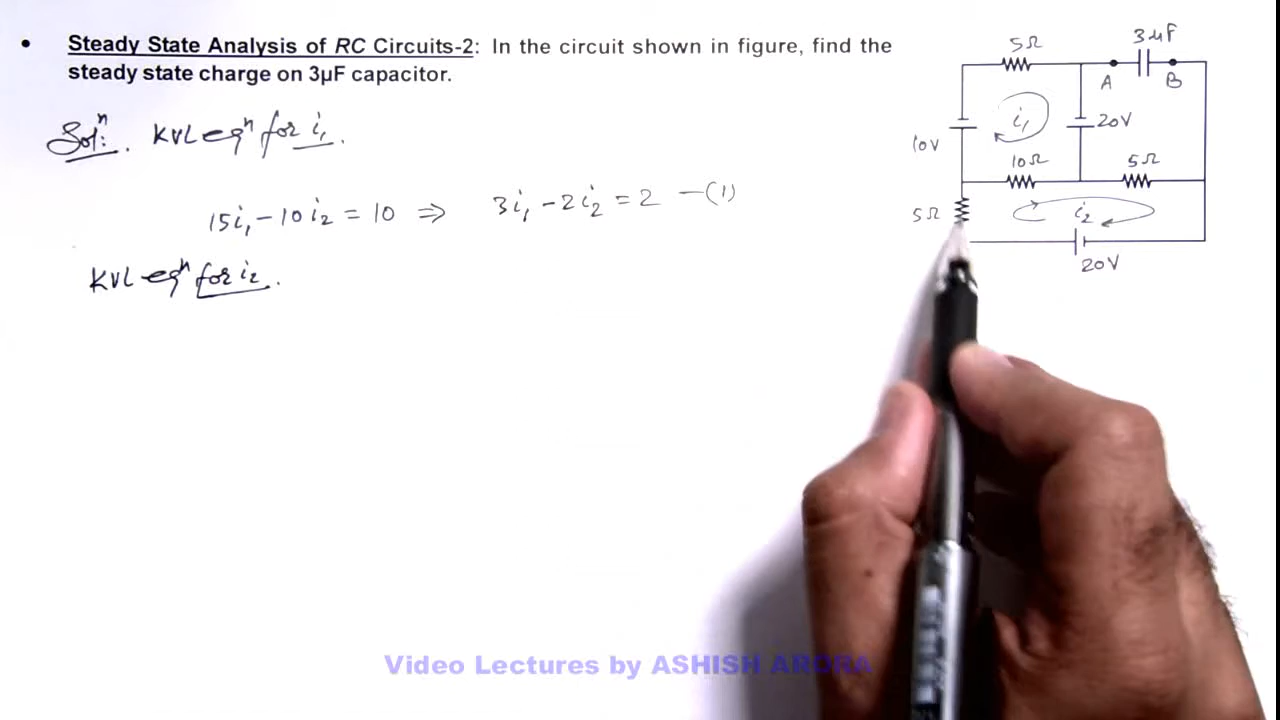 • Steady State Analysis of RC Circuits-2: In the circuit shown in figure, find the
steady state charge on 3µF capacitor.
Solⁿ: . KVL eqⁿ for i₁.
15i₁ - 10i₂ = 10 ⇒ 3i₁ - 2i₂ = 2 —(1)
KVL eqⁿ for i₂.
5Ω
3µF
A
B
i₁
20V
10V
10Ω
5Ω
5Ω
i₂
20V
Video Lectures by ASHISH ARORA